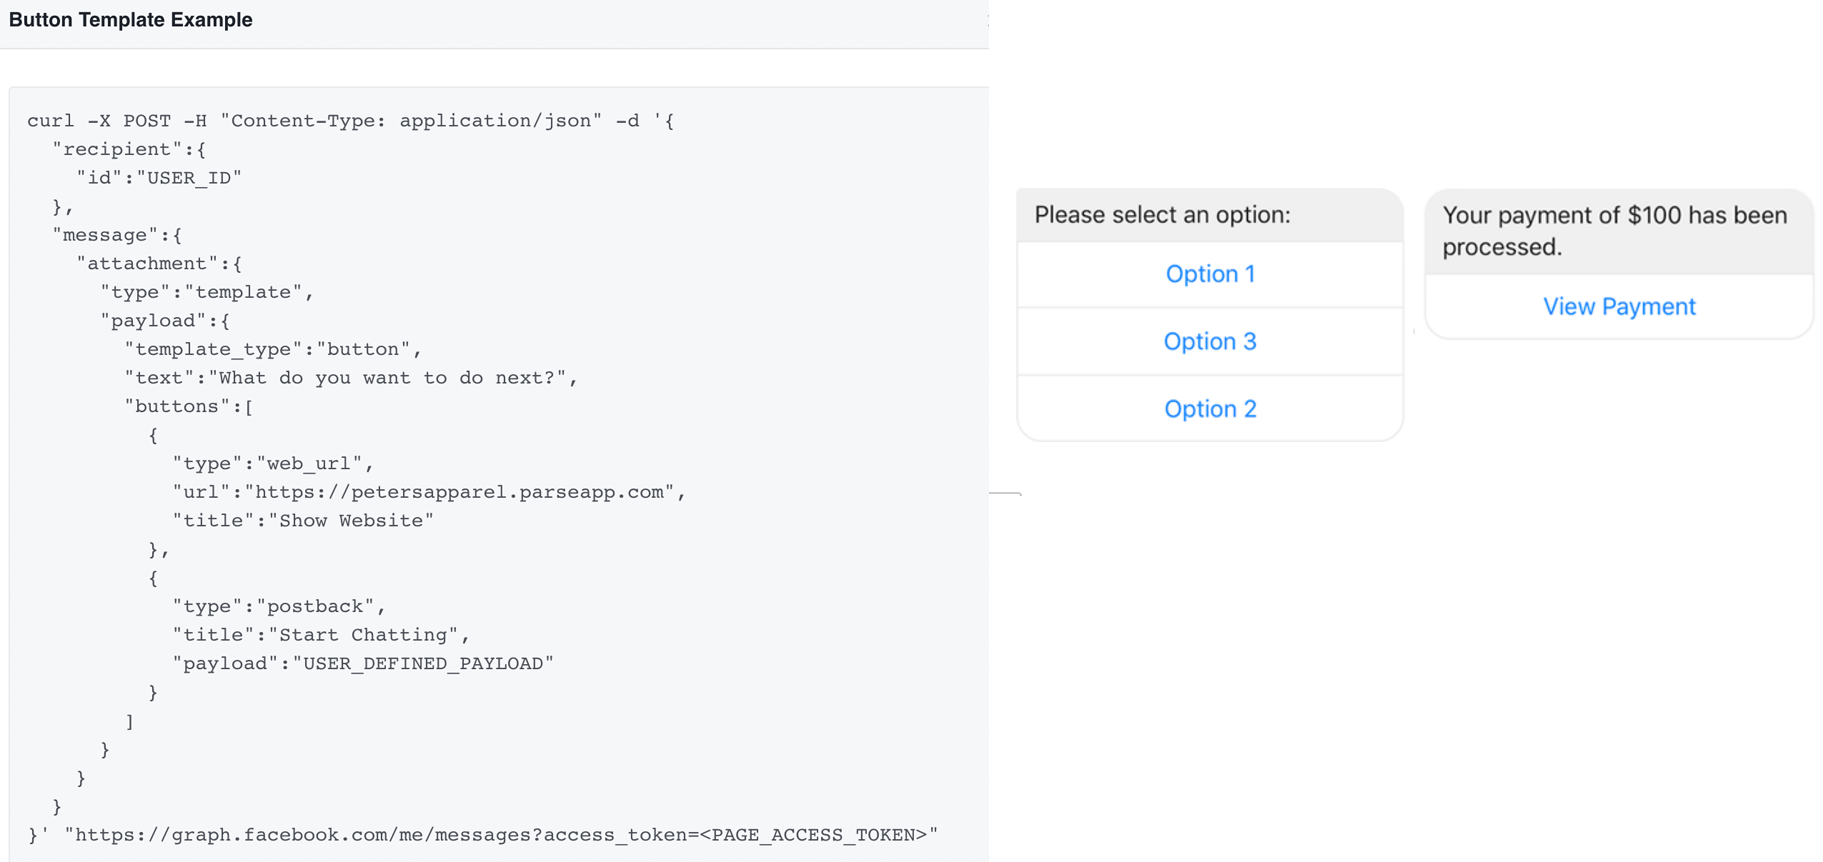 Button Template Example
curl -X POST -H "Content-Type: application/json" -d '{
  "recipient":{
    "id":"USER_ID"
  },
  "message":{
    "attachment":{
      "type":"template",
      "payload":{
        "template_type":"button",
        "text":"What do you want to do next?",
        "buttons":[
          {
            "type":"web_url",
            "url":"https://petersapparel.parseapp.com",
            "title":"Show Website"
          },
          {
            "type":"postback",
            "title":"Start Chatting",
            "payload":"USER_DEFINED_PAYLOAD"
          }
        ]
      }
    }
  }
}' "https://graph.facebook.com/me/messages?access_token=<PAGE_ACCESS_TOKEN>"
Please select an option:
Option 1
Option 3
Option 2
Your payment of $100 has been
processed.
View Payment